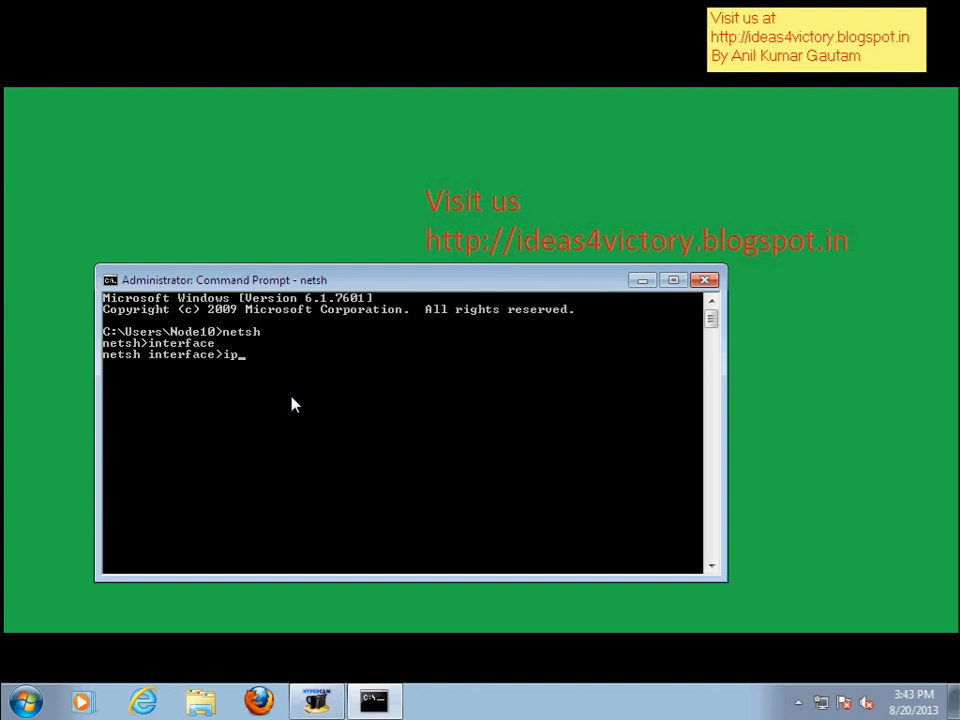 Visit us at
http://ideas4victory.blogspot.in
By Anil Kumar Gautam
Visit us
http://ideas4victory.blogspot.in
Administrator: Command Prompt - netsh
Microsoft Windows [Version 6.1.7601]
Copyright (c) 2009 Microsoft Corporation.  All rights reserved.
C:\Users\Node10>netsh
netsh>interface
netsh interface>ip_
HYPERCAM
C:\_
3:43 PM
8/20/2013